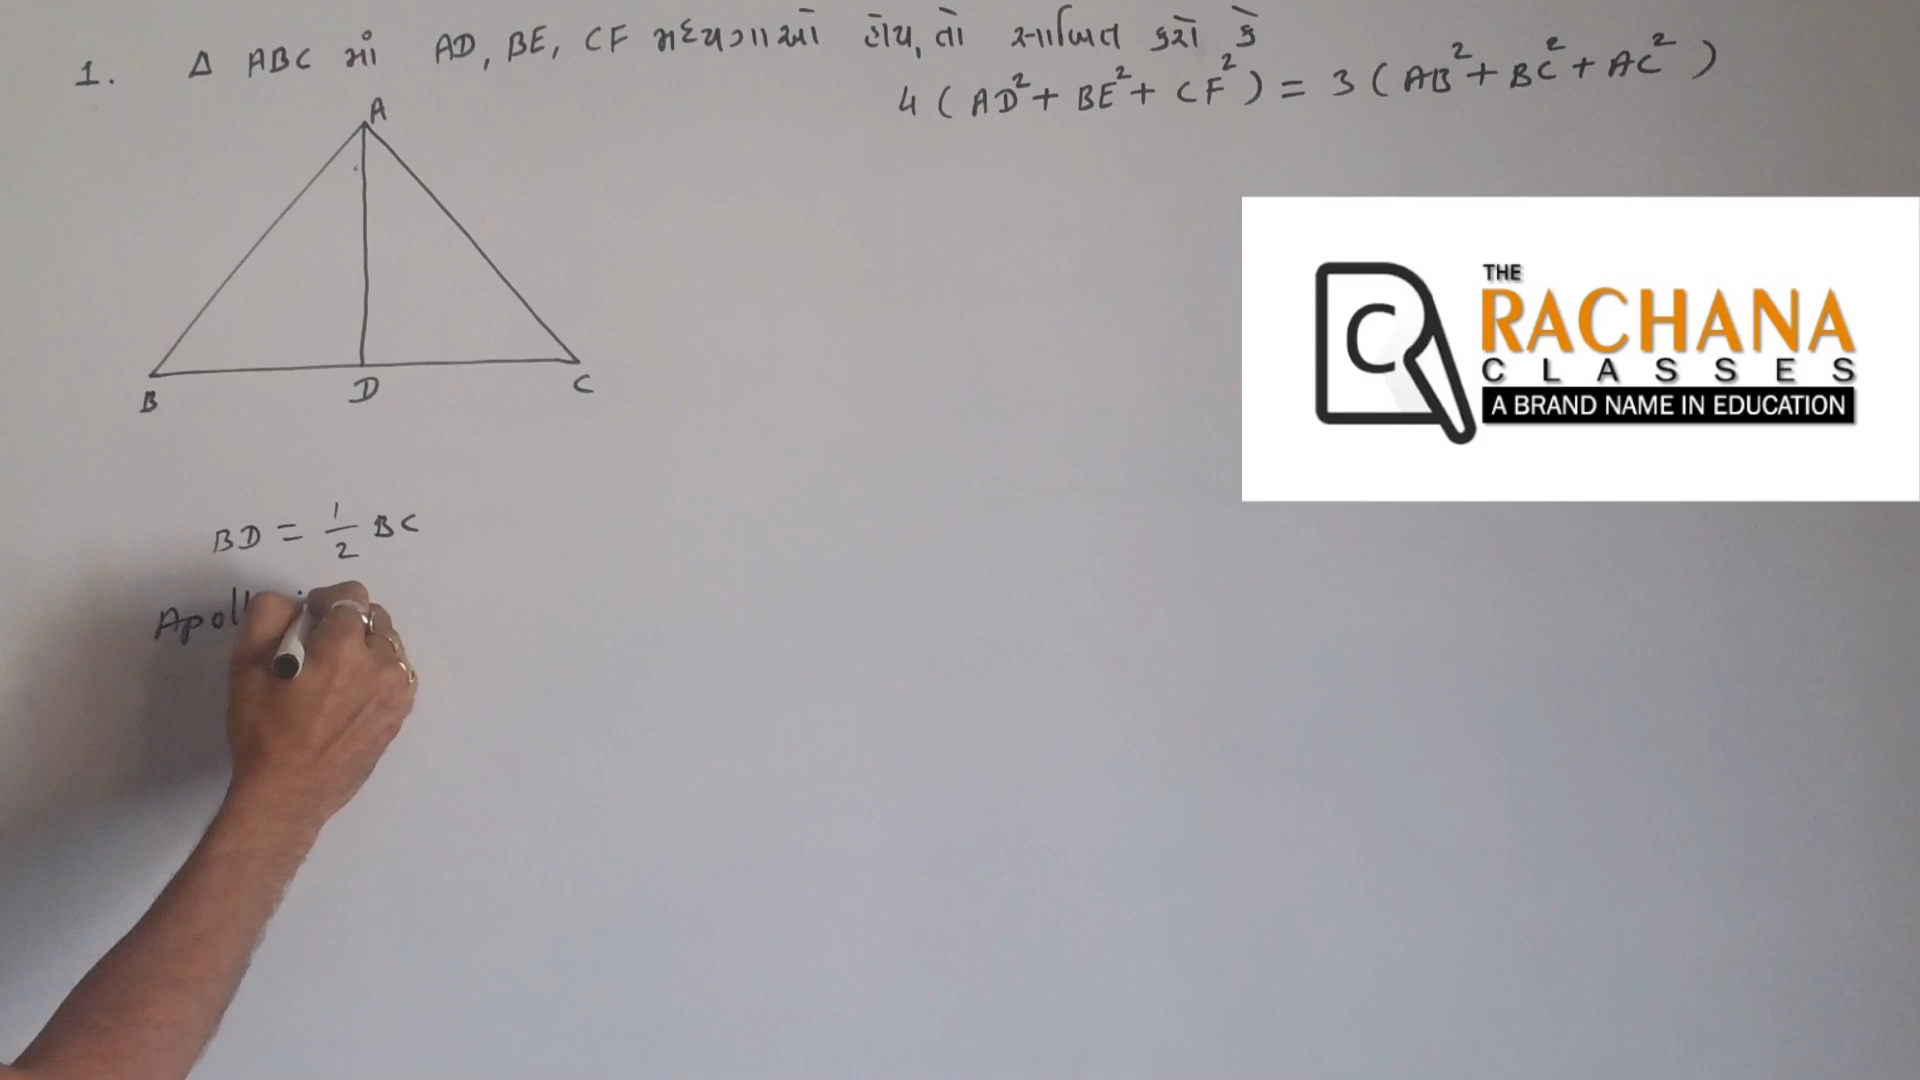 1. Δ ABC માં AD, BE, CF મધ્યગાઓ હોય, તો સાબિત કરો કે
4 ( AD² + BE² + CF² ) = 3 ( AB² + BC² + AC² )
A
B D C
THE
RACHANA
CLASSES
A BRAND NAME IN EDUCATION
C
BD = 1/2 BC
Apoll